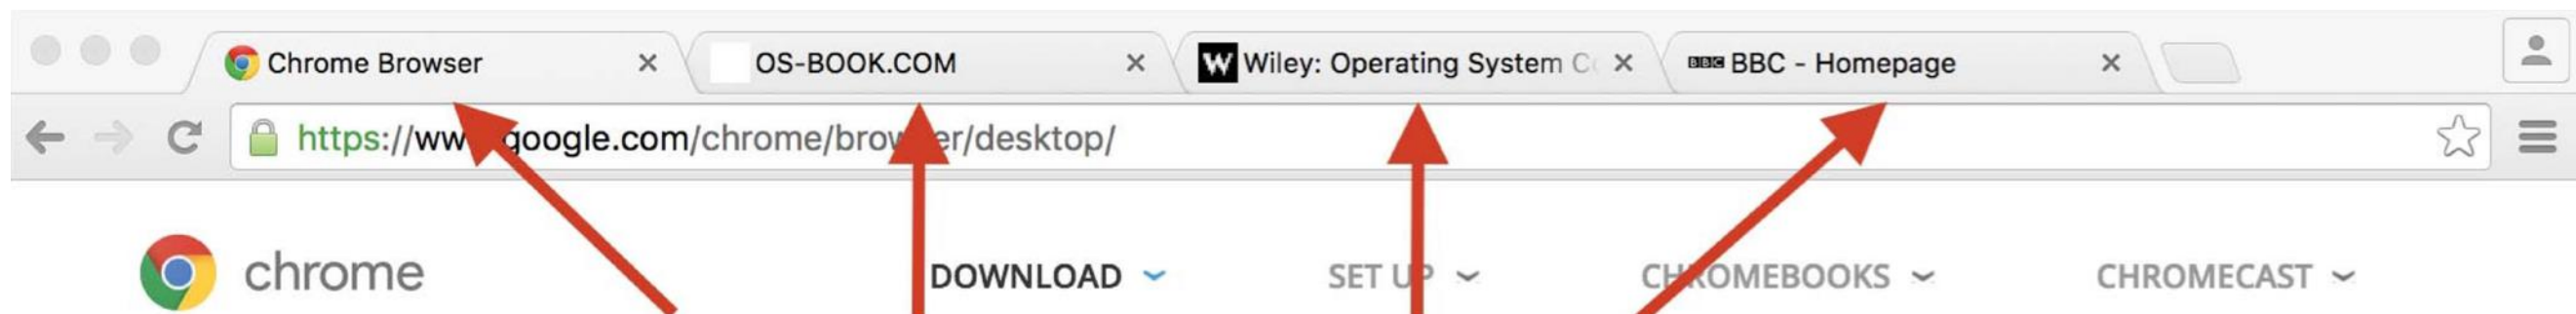 Chrome Browser OS-BOOK.COM W Wiley: Operating System BBC BBC - Homepage
https://www.google.com/chrome/browser/desktop/
chrome DOWNLOAD SET UP CHROMEBOOKS CHROMECAST